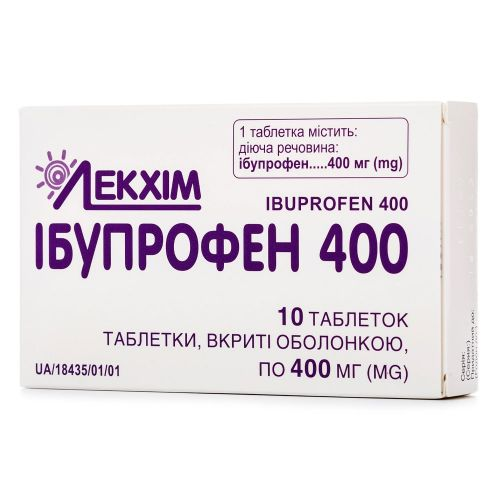 1 таблетка містить:
діюча речовина:
ібупрофен.....400 мг (mg)
ЛЕКХІМ
IBUPROFEN 400
ІБУПРОФЕН 400
10 ТАБЛЕТОК
ТАБЛЕТКИ, ВКРИТІ ОБОЛОНКОЮ,
ПО 400 МГ (MG)
UA/18435/01/01
Серія: